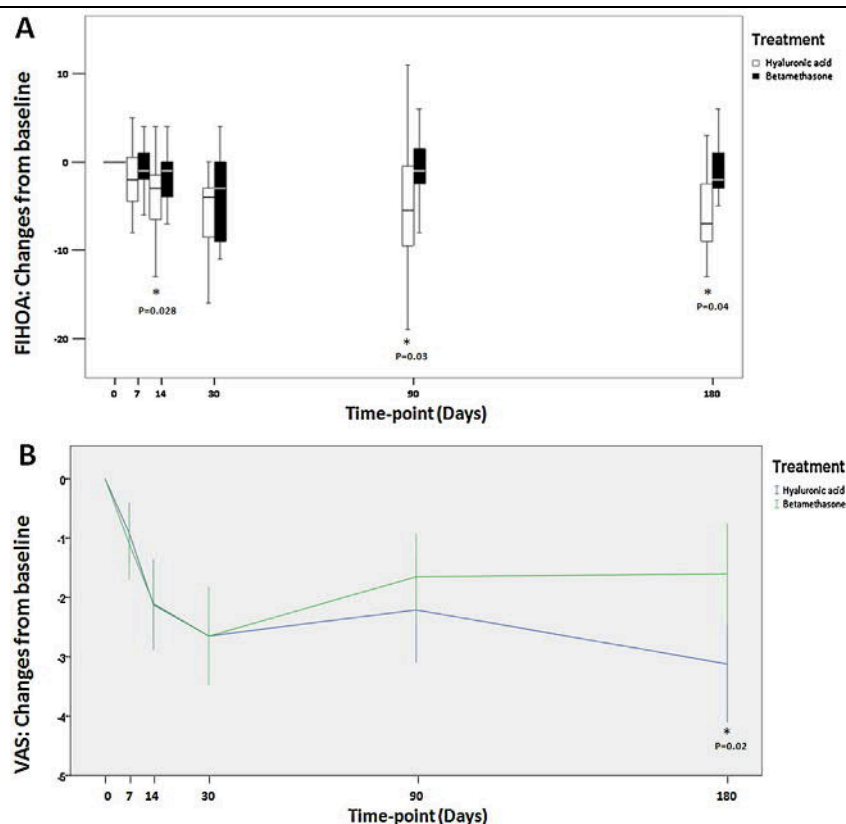 A
Treatment
Hyaluronic acid
Betamethasone
FIHOA: Changes from baseline
10
0
-10
-20
*
P=0.028
*
P=0.03
*
P=0.04
0 7 14 30 90 180
Time-point (Days)
B
Treatment
Hyaluronic acid
Betamethasone
VAS: Changes from baseline
0
-1
-2
-3
-4
-5
*
P=0.02
0 7 14 30 90 180
Time-point (Days)